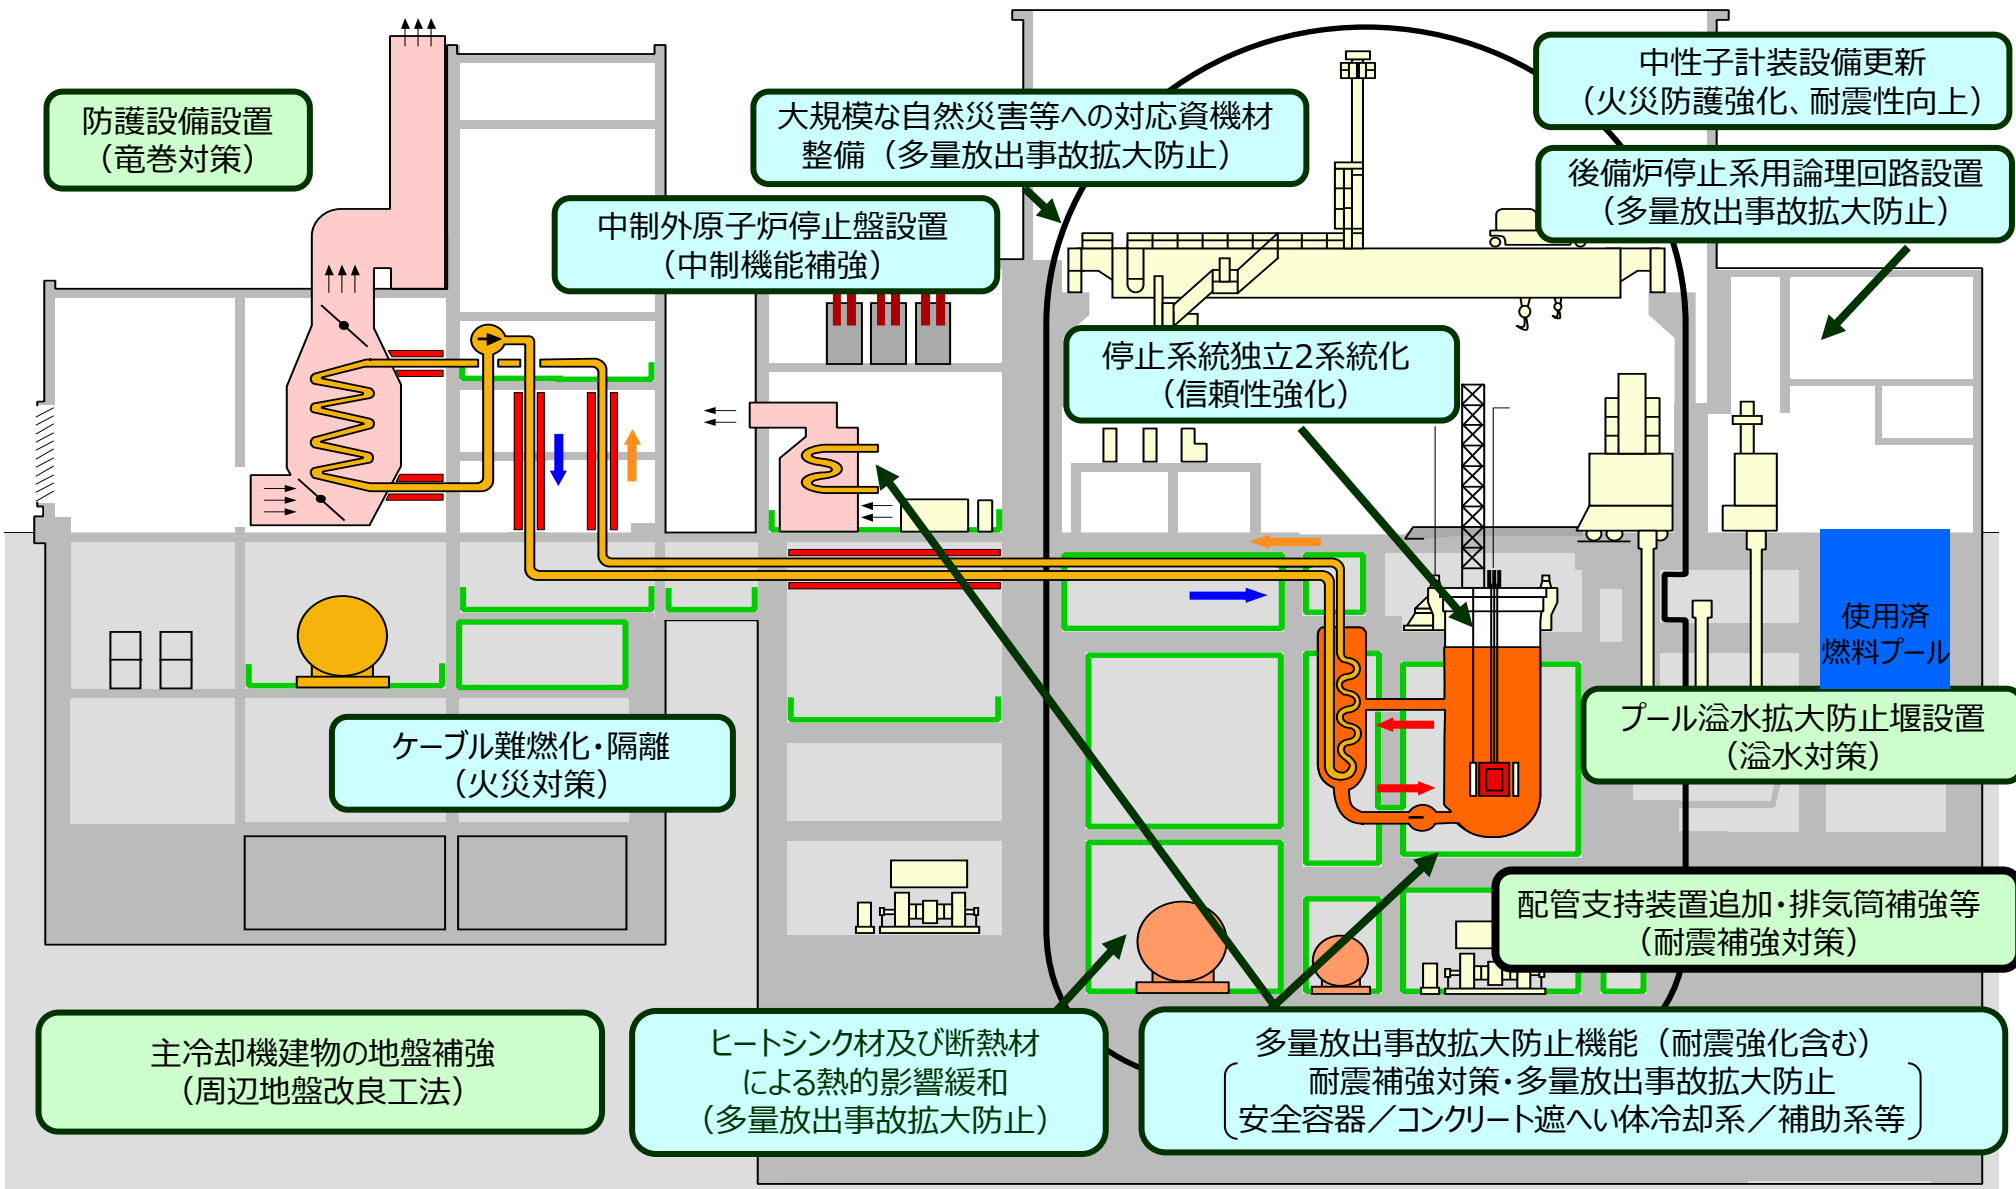 防護設備設置
（竜巻対策）
大規模な自然災害等への対応資機材
整備（多量放出事故拡大防止）
中性子計装設備更新
（火災防護強化、耐震性向上）
後備炉停止系用論理回路設置
（多量放出事故拡大防止）
中制外原子炉停止盤設置
（中制機能補強）
停止系統独立2系統化
（信頼性強化）
使用済
燃料プール
プール溢水拡大防止堰設置
（溢水対策）
ケーブル難燃化・隔離
（火災対策）
配管支持装置追加・排気筒補強等
（耐震補強対策）
主冷却機建物の地盤補強
（周辺地盤改良工法）
ヒートシンク材及び断熱材
による熱的影響緩和
（多量放出事故拡大防止）
多量放出事故拡大防止機能（耐震強化含む）
耐震補強対策・多量放出事故拡大防止
安全容器／コンクリート遮へい体冷却系／補助系等